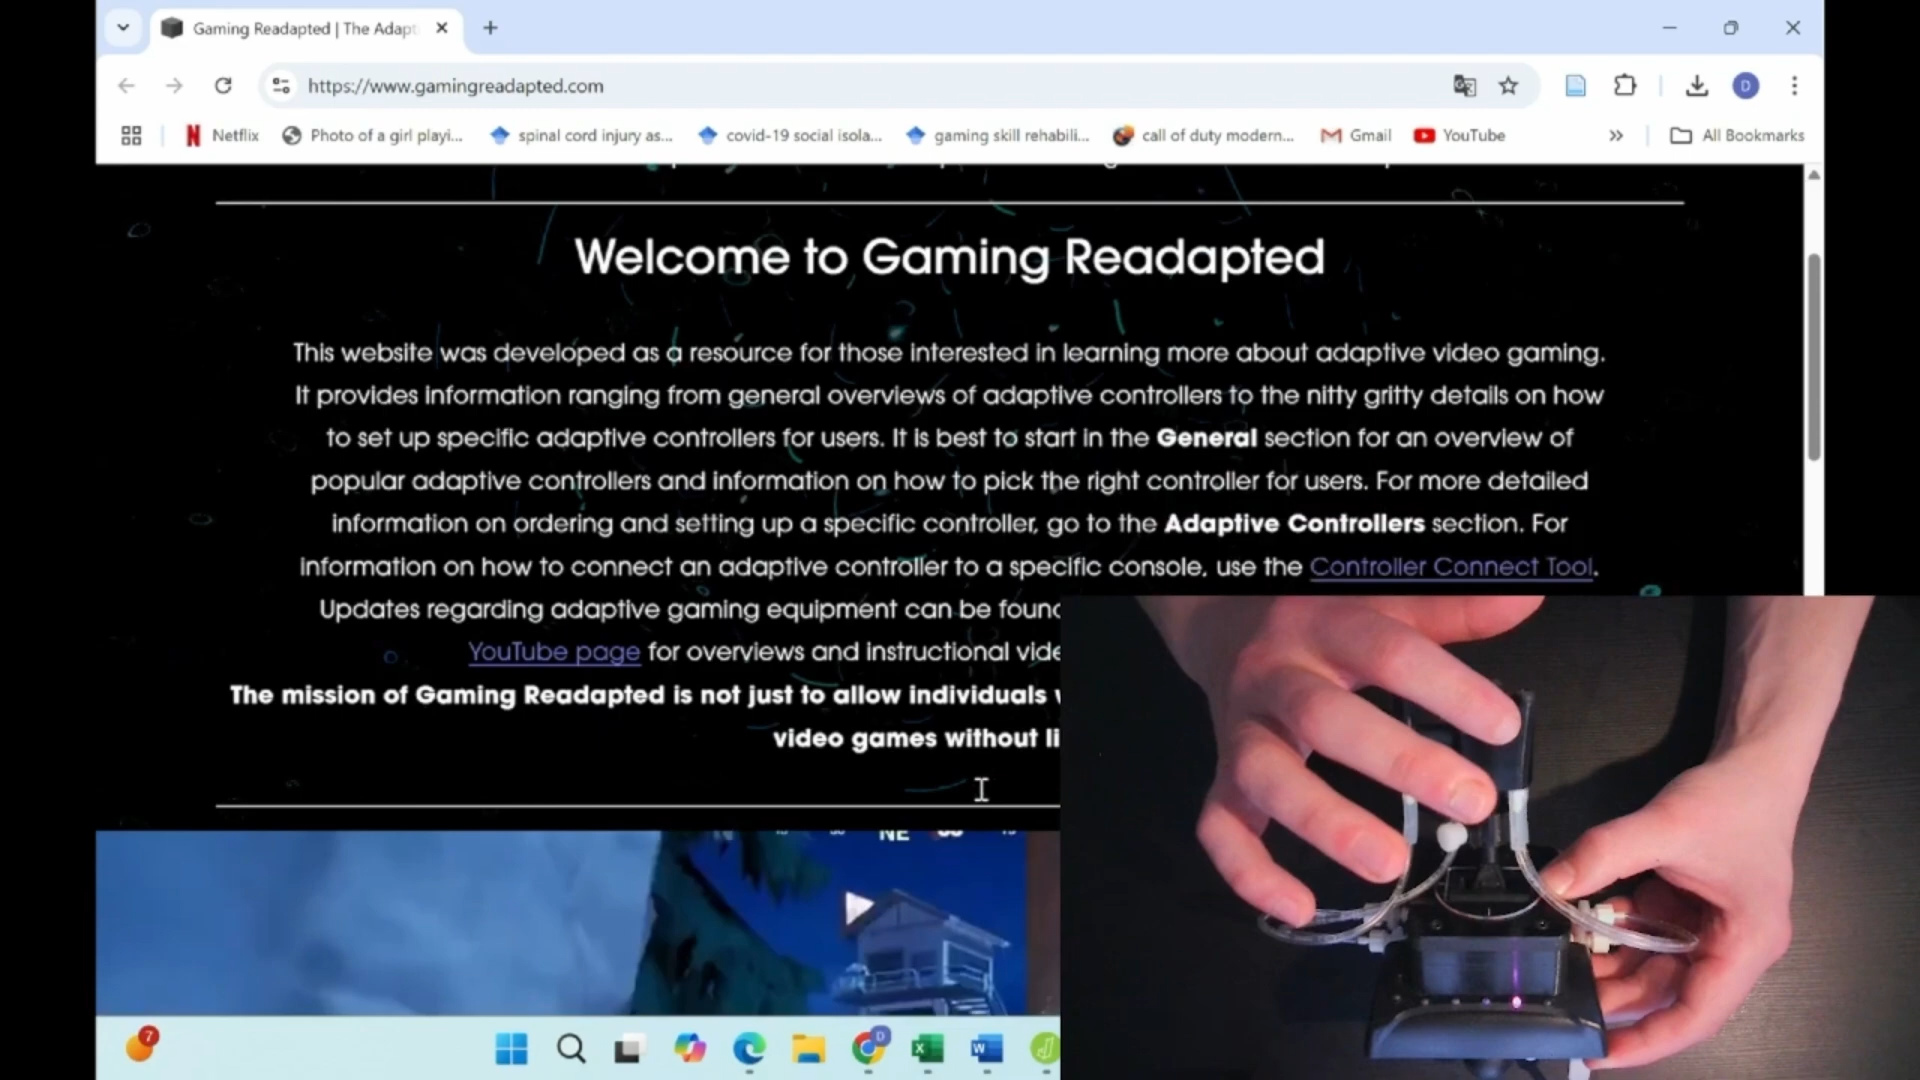 Gaming Readapted | The Adapt
https://www.gamingreadapted.com
D
Netflix
Photo of a girl playi...
spinal cord injury as...
covid-19 social isola...
gaming skill rehabili...
call of duty modern...
Gmail
YouTube
All Bookmarks
Welcome to Gaming Readapted
This website was developed as a resource for those interested in learning more about adaptive video gaming.
It provides information ranging from general overviews of adaptive controllers to the nitty gritty details on how
to set up specific adaptive controllers for users. It is best to start in the General section for an overview of
popular adaptive controllers and information on how to pick the right controller for users. For more detailed
information on ordering and setting up a specific controller, go to the Adaptive Controllers section. For
information on how to connect an adaptive controller to a specific console, use the Controller Connect Tool.
Updates regarding adaptive gaming equipment can be found
YouTube page for overviews and instructional vide
The mission of Gaming Readapted is not just to allow individuals
video games without li
NE
7
D